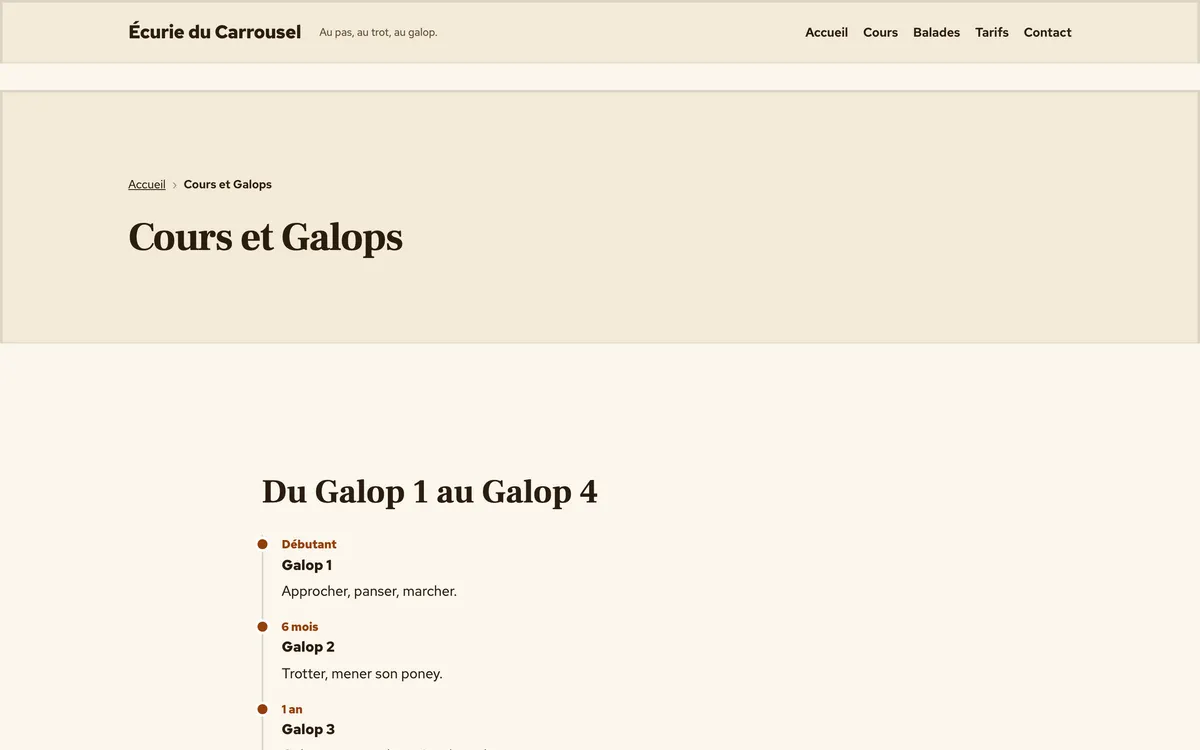 Écurie du Carrousel
Au pas, au trot, au galop.
Accueil Cours Balades Tarifs Contact
Accueil › Cours et Galops
Cours et Galops
Du Galop 1 au Galop 4
Débutant
Galop 1
Approcher, panser, marcher.
6 mois
Galop 2
Trotter, mener son poney.
1 an
Galop 3